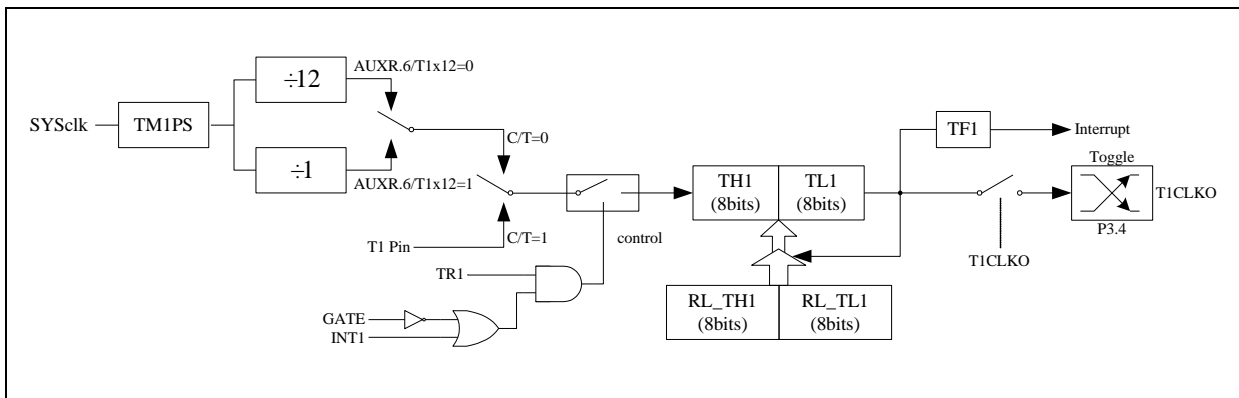 SYSclk
TM1PS
÷12
÷1
AUXR.6/T1x12=0
AUXR.6/T1x12=1
C/T=0
C/T=1
T1 Pin
TR1
GATE
INT1
control
TH1
(8bits)
TL1
(8bits)
RL_TH1
(8bits)
RL_TL1
(8bits)
TF1
Interrupt
T1CLKO
Toggle
T1CLKO
P3.4